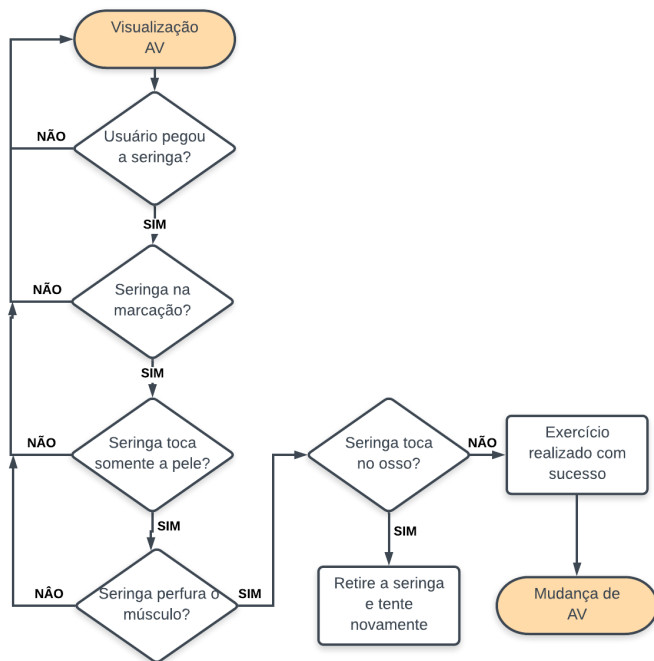 Visualização
AV
NÃO
Usuário pegou
a seringa?
SIM
NÃO
Seringa na
marcação?
SIM
NÃO
Seringa toca
somente a pele?
SIM
NÂO
Seringa perfura o
músculo?
SIM
Seringa toca
no osso?
NÃO
SIM
Exercício
realizado com
sucesso
Retire a seringa
e tente
novamente
Mudança de
AV